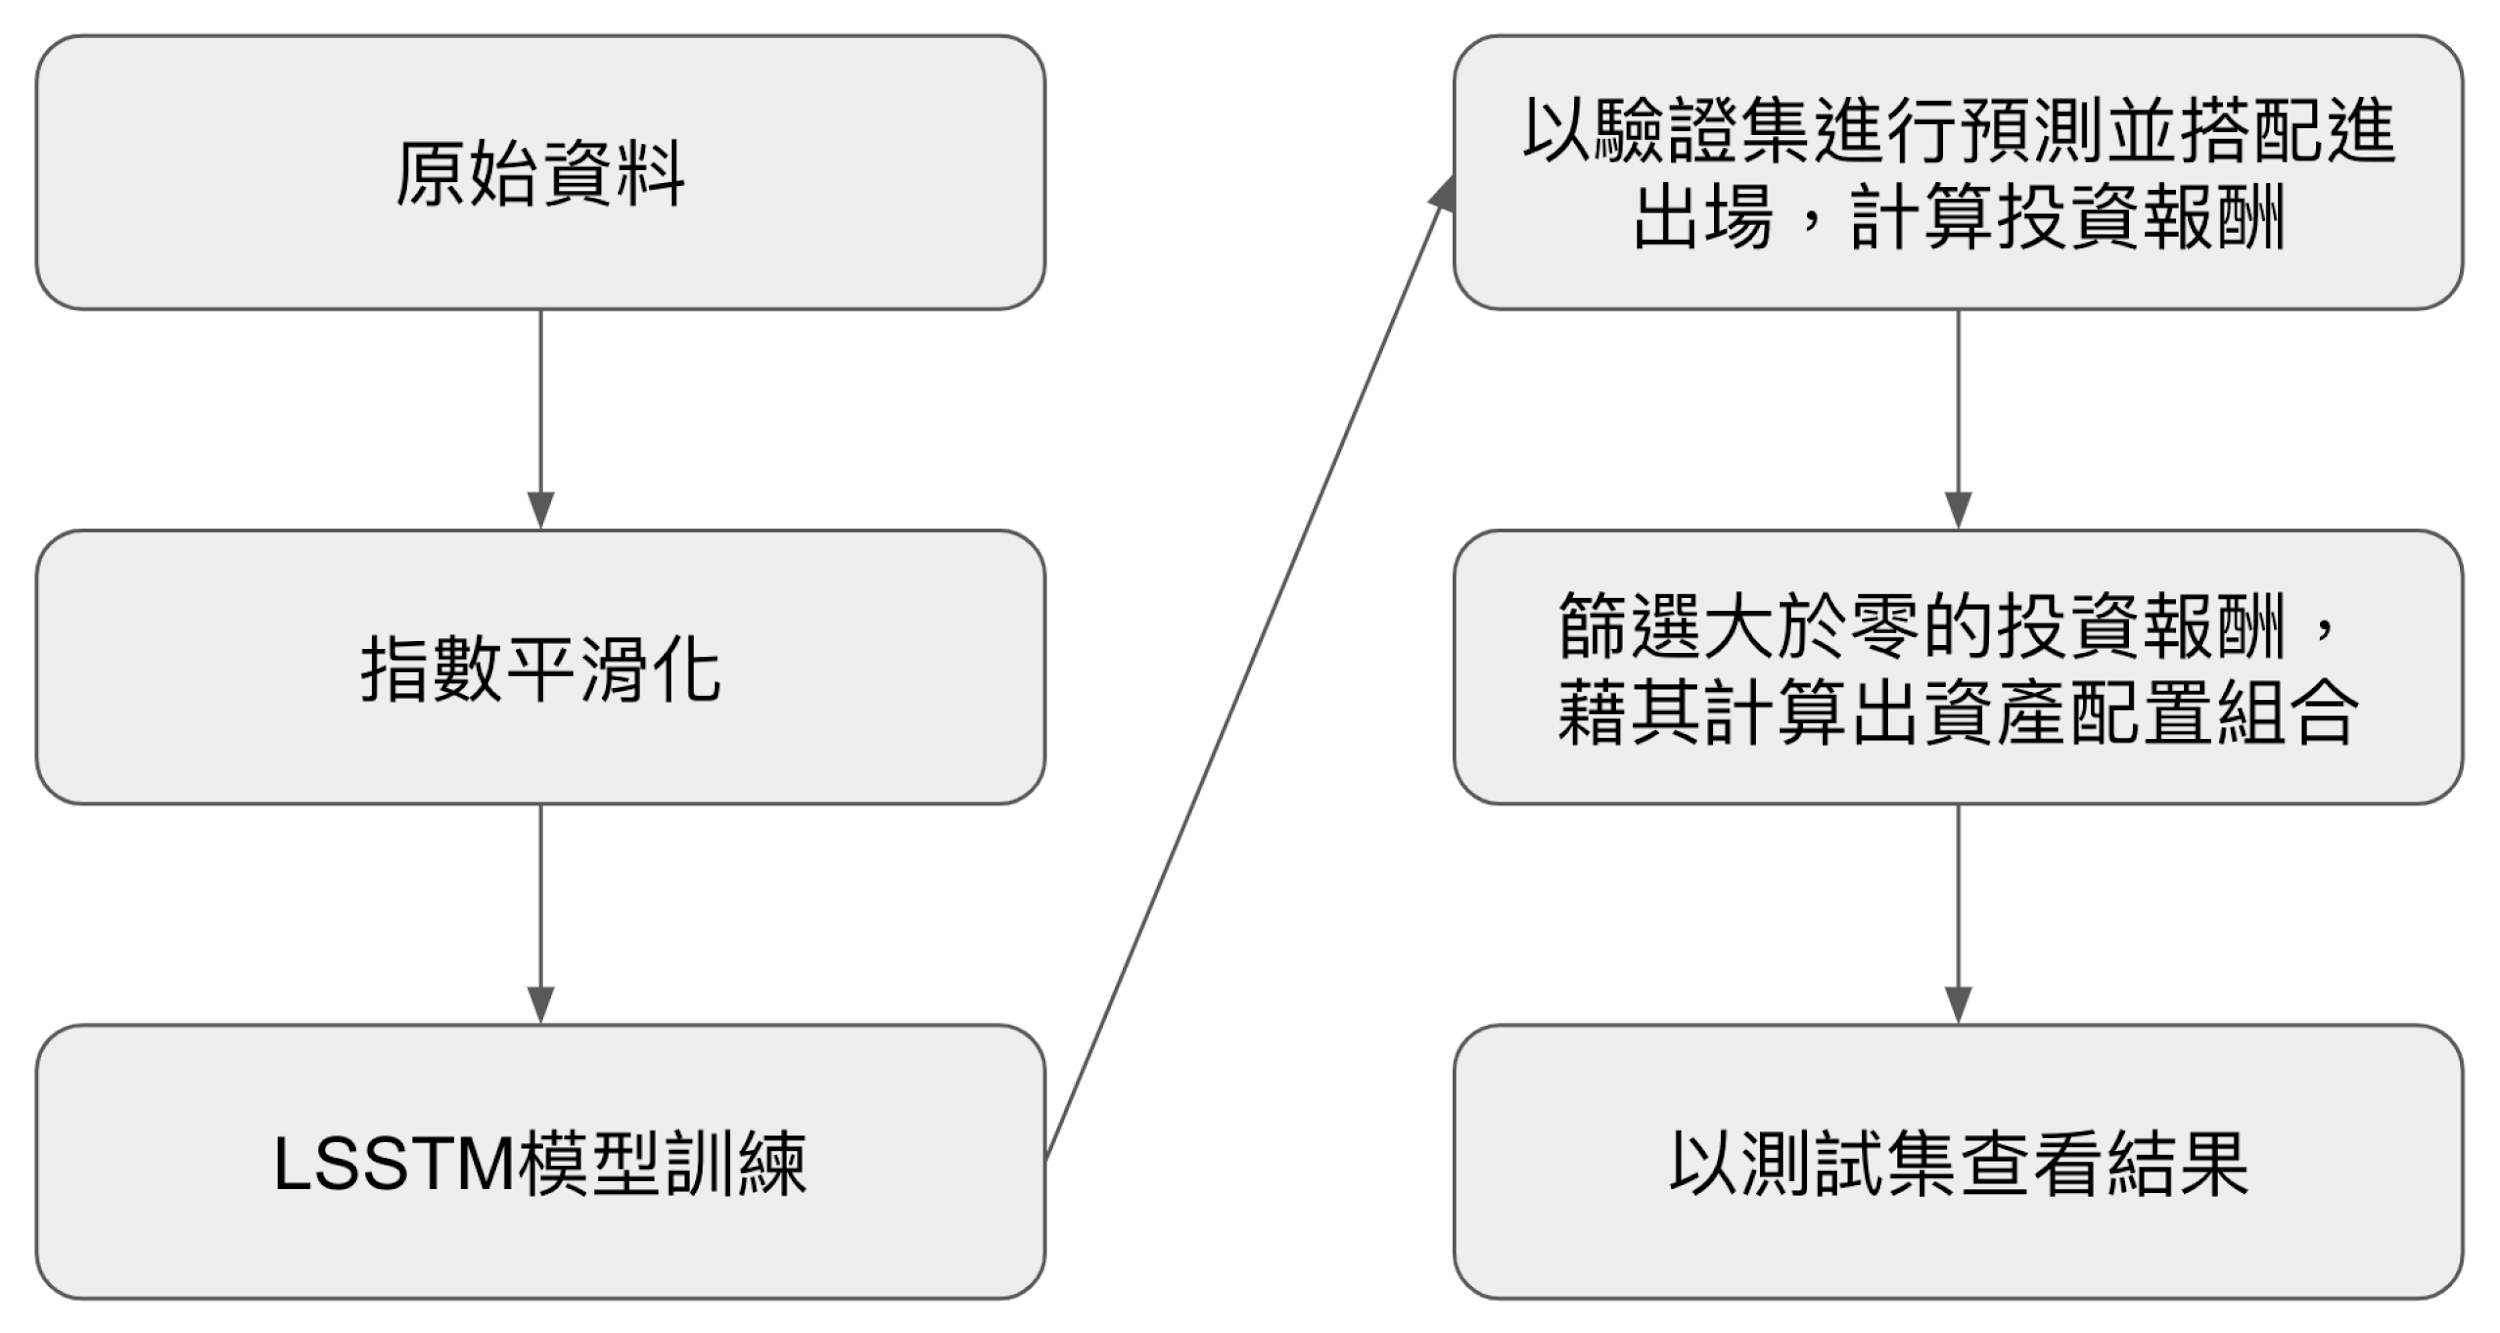 原始資料
指數平滑化
LSSTM模型訓練
以驗證集進行預測並搭配進
出場，計算投資報酬
篩選大於零的投資報酬，
藉其計算出資產配置組合
以測試集查看結果